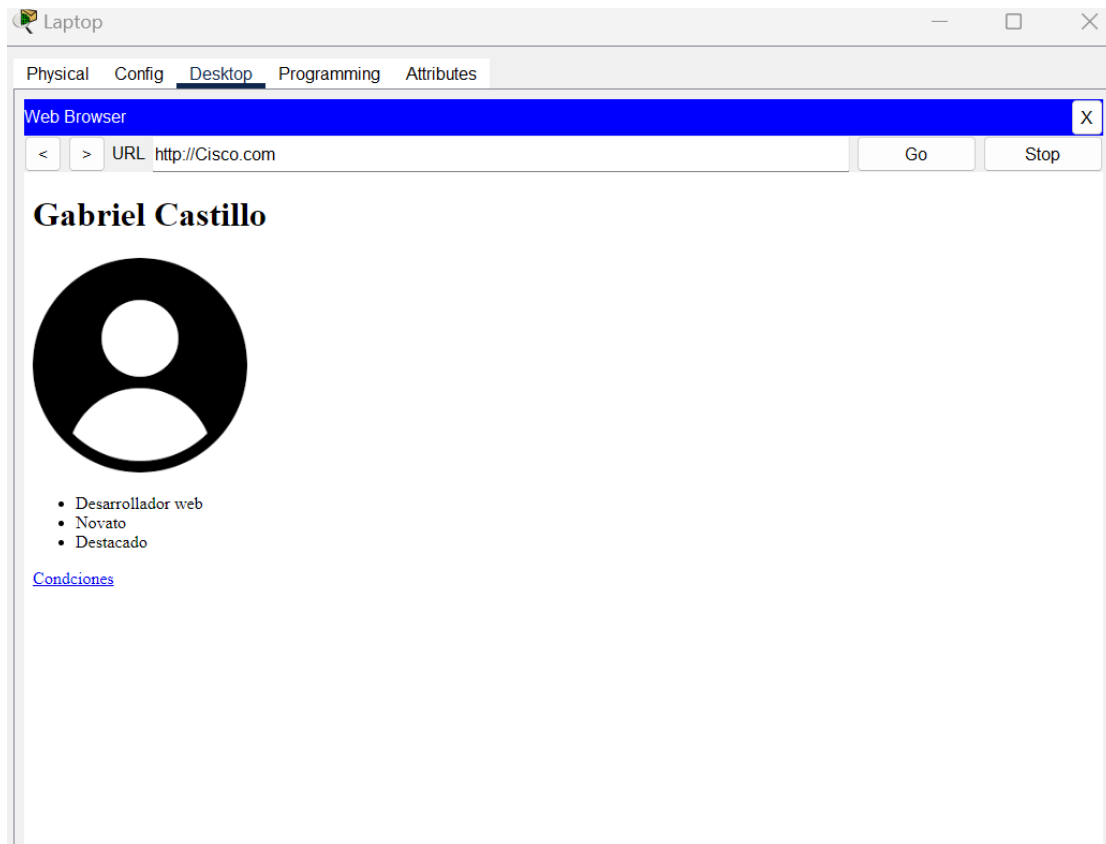 Laptop
Physical Config Desktop Programming Attributes
Web Browser X
< > URL http://Cisco.com Go Stop
Gabriel Castillo
Desarrollador web
Novato
Destacado
Condciones